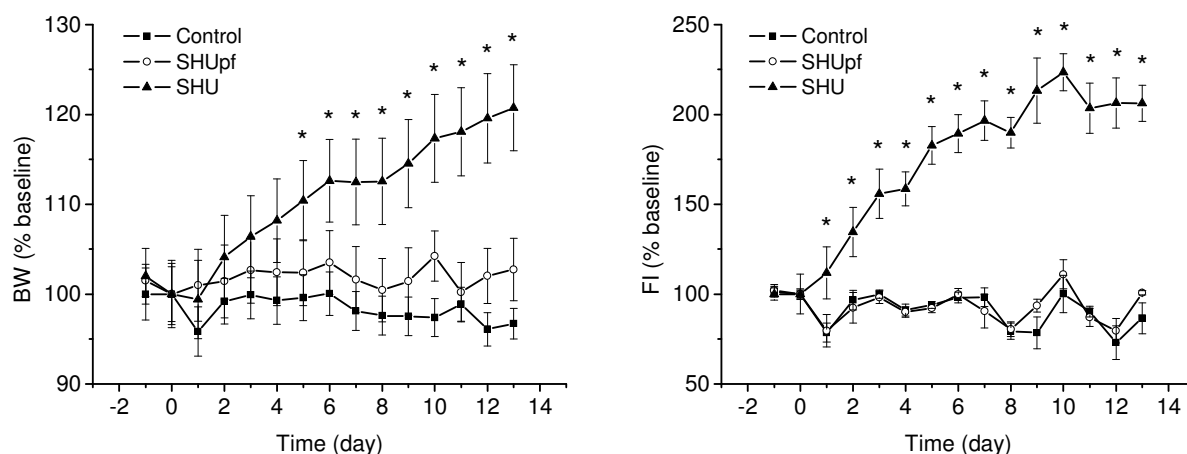 130
120
110
100
90
BW (% baseline)
Control
SHUpf
SHU
* * * * * * * * *
-2 0 2 4 6 8 10 12 14
Time (day)
250
200
150
100
50
FI (% baseline)
Control
SHUpf
SHU
* * * * * * * * * * * * *
-2 0 2 4 6 8 10 12 14
Time (day)